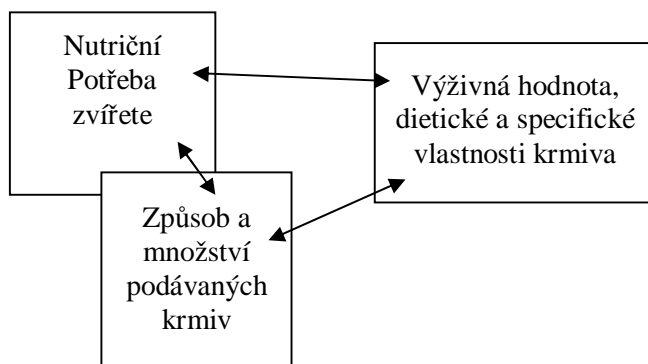 Nutriční
Potřeba
zvířete
Výživná hodnota,
dietické a specifické
vlastnosti krmiva
Způsob a
množství
podávaných
krmiv